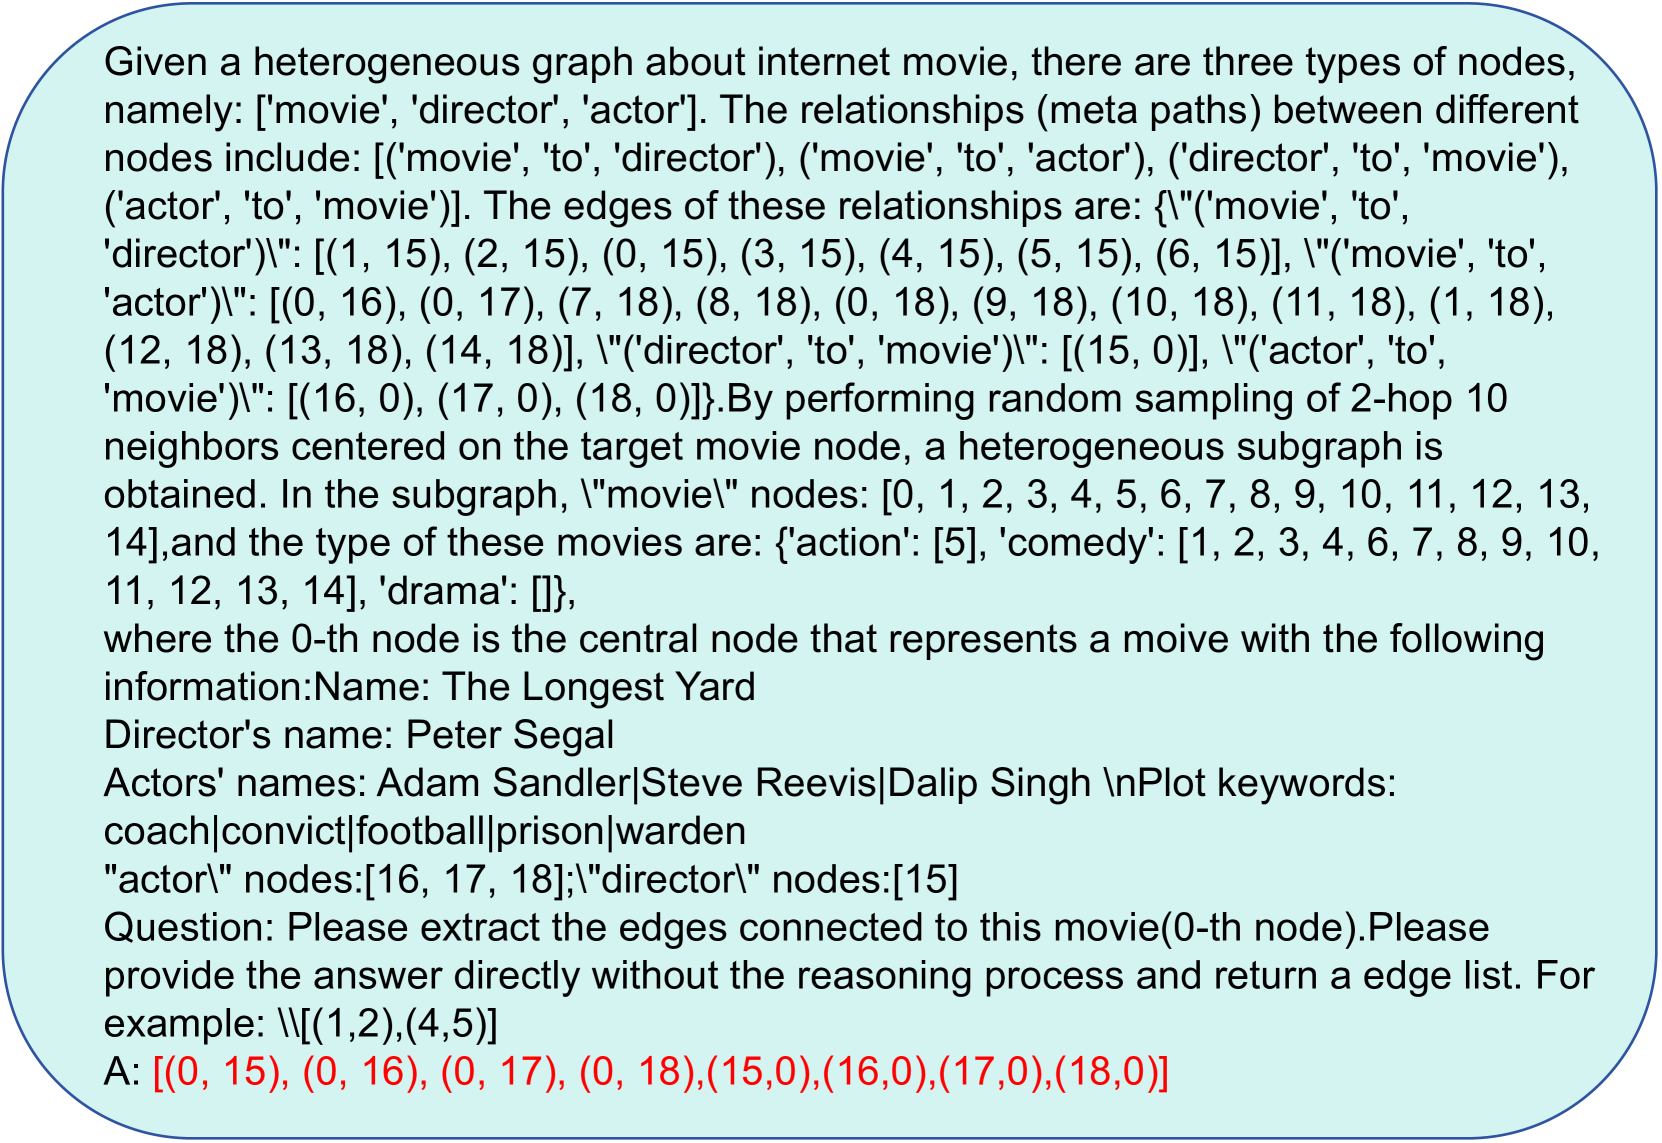 Given a heterogeneous graph about internet movie, there are three types of nodes,
namely: ['movie', 'director', 'actor']. The relationships (meta paths) between different
nodes include: [('movie', 'to', 'director'), ('movie', 'to', 'actor'), ('director', 'to', 'movie'),
('actor', 'to', 'movie')]. The edges of these relationships are: {\"('movie', 'to',
'director')\": [(1, 15), (2, 15), (0, 15), (3, 15), (4, 15), (5, 15), (6, 15)], \"('movie', 'to',
'actor')\": [(0, 16), (0, 17), (7, 18), (8, 18), (0, 18), (9, 18), (10, 18), (11, 18), (1, 18),
(12, 18), (13, 18), (14, 18)], \"('director', 'to', 'movie')\": [(15, 0)], \"('actor', 'to',
'movie')\": [(16, 0), (17, 0), (18, 0)]}.By performing random sampling of 2-hop 10
neighbors centered on the target movie node, a heterogeneous subgraph is
obtained. In the subgraph, \"movie\" nodes: [0, 1, 2, 3, 4, 5, 6, 7, 8, 9, 10, 11, 12, 13,
14],and the type of these movies are: {'action': [5], 'comedy': [1, 2, 3, 4, 6, 7, 8, 9, 10,
11, 12, 13, 14], 'drama': []},
where the 0-th node is the central node that represents a moive with the following
information:Name: The Longest Yard
Director's name: Peter Segal
Actors' names: Adam Sandler|Steve Reevis|Dalip Singh \nPlot keywords:
coach|convict|football|prison|warden
"actor\" nodes:[16, 17, 18];\"director\" nodes:[15]
Question: Please extract the edges connected to this movie(0-th node).Please
provide the answer directly without the reasoning process and return a edge list. For
example: \\[(1,2),(4,5)]
A: [(0, 15), (0, 16), (0, 17), (0, 18),(15,0),(16,0),(17,0),(18,0)]